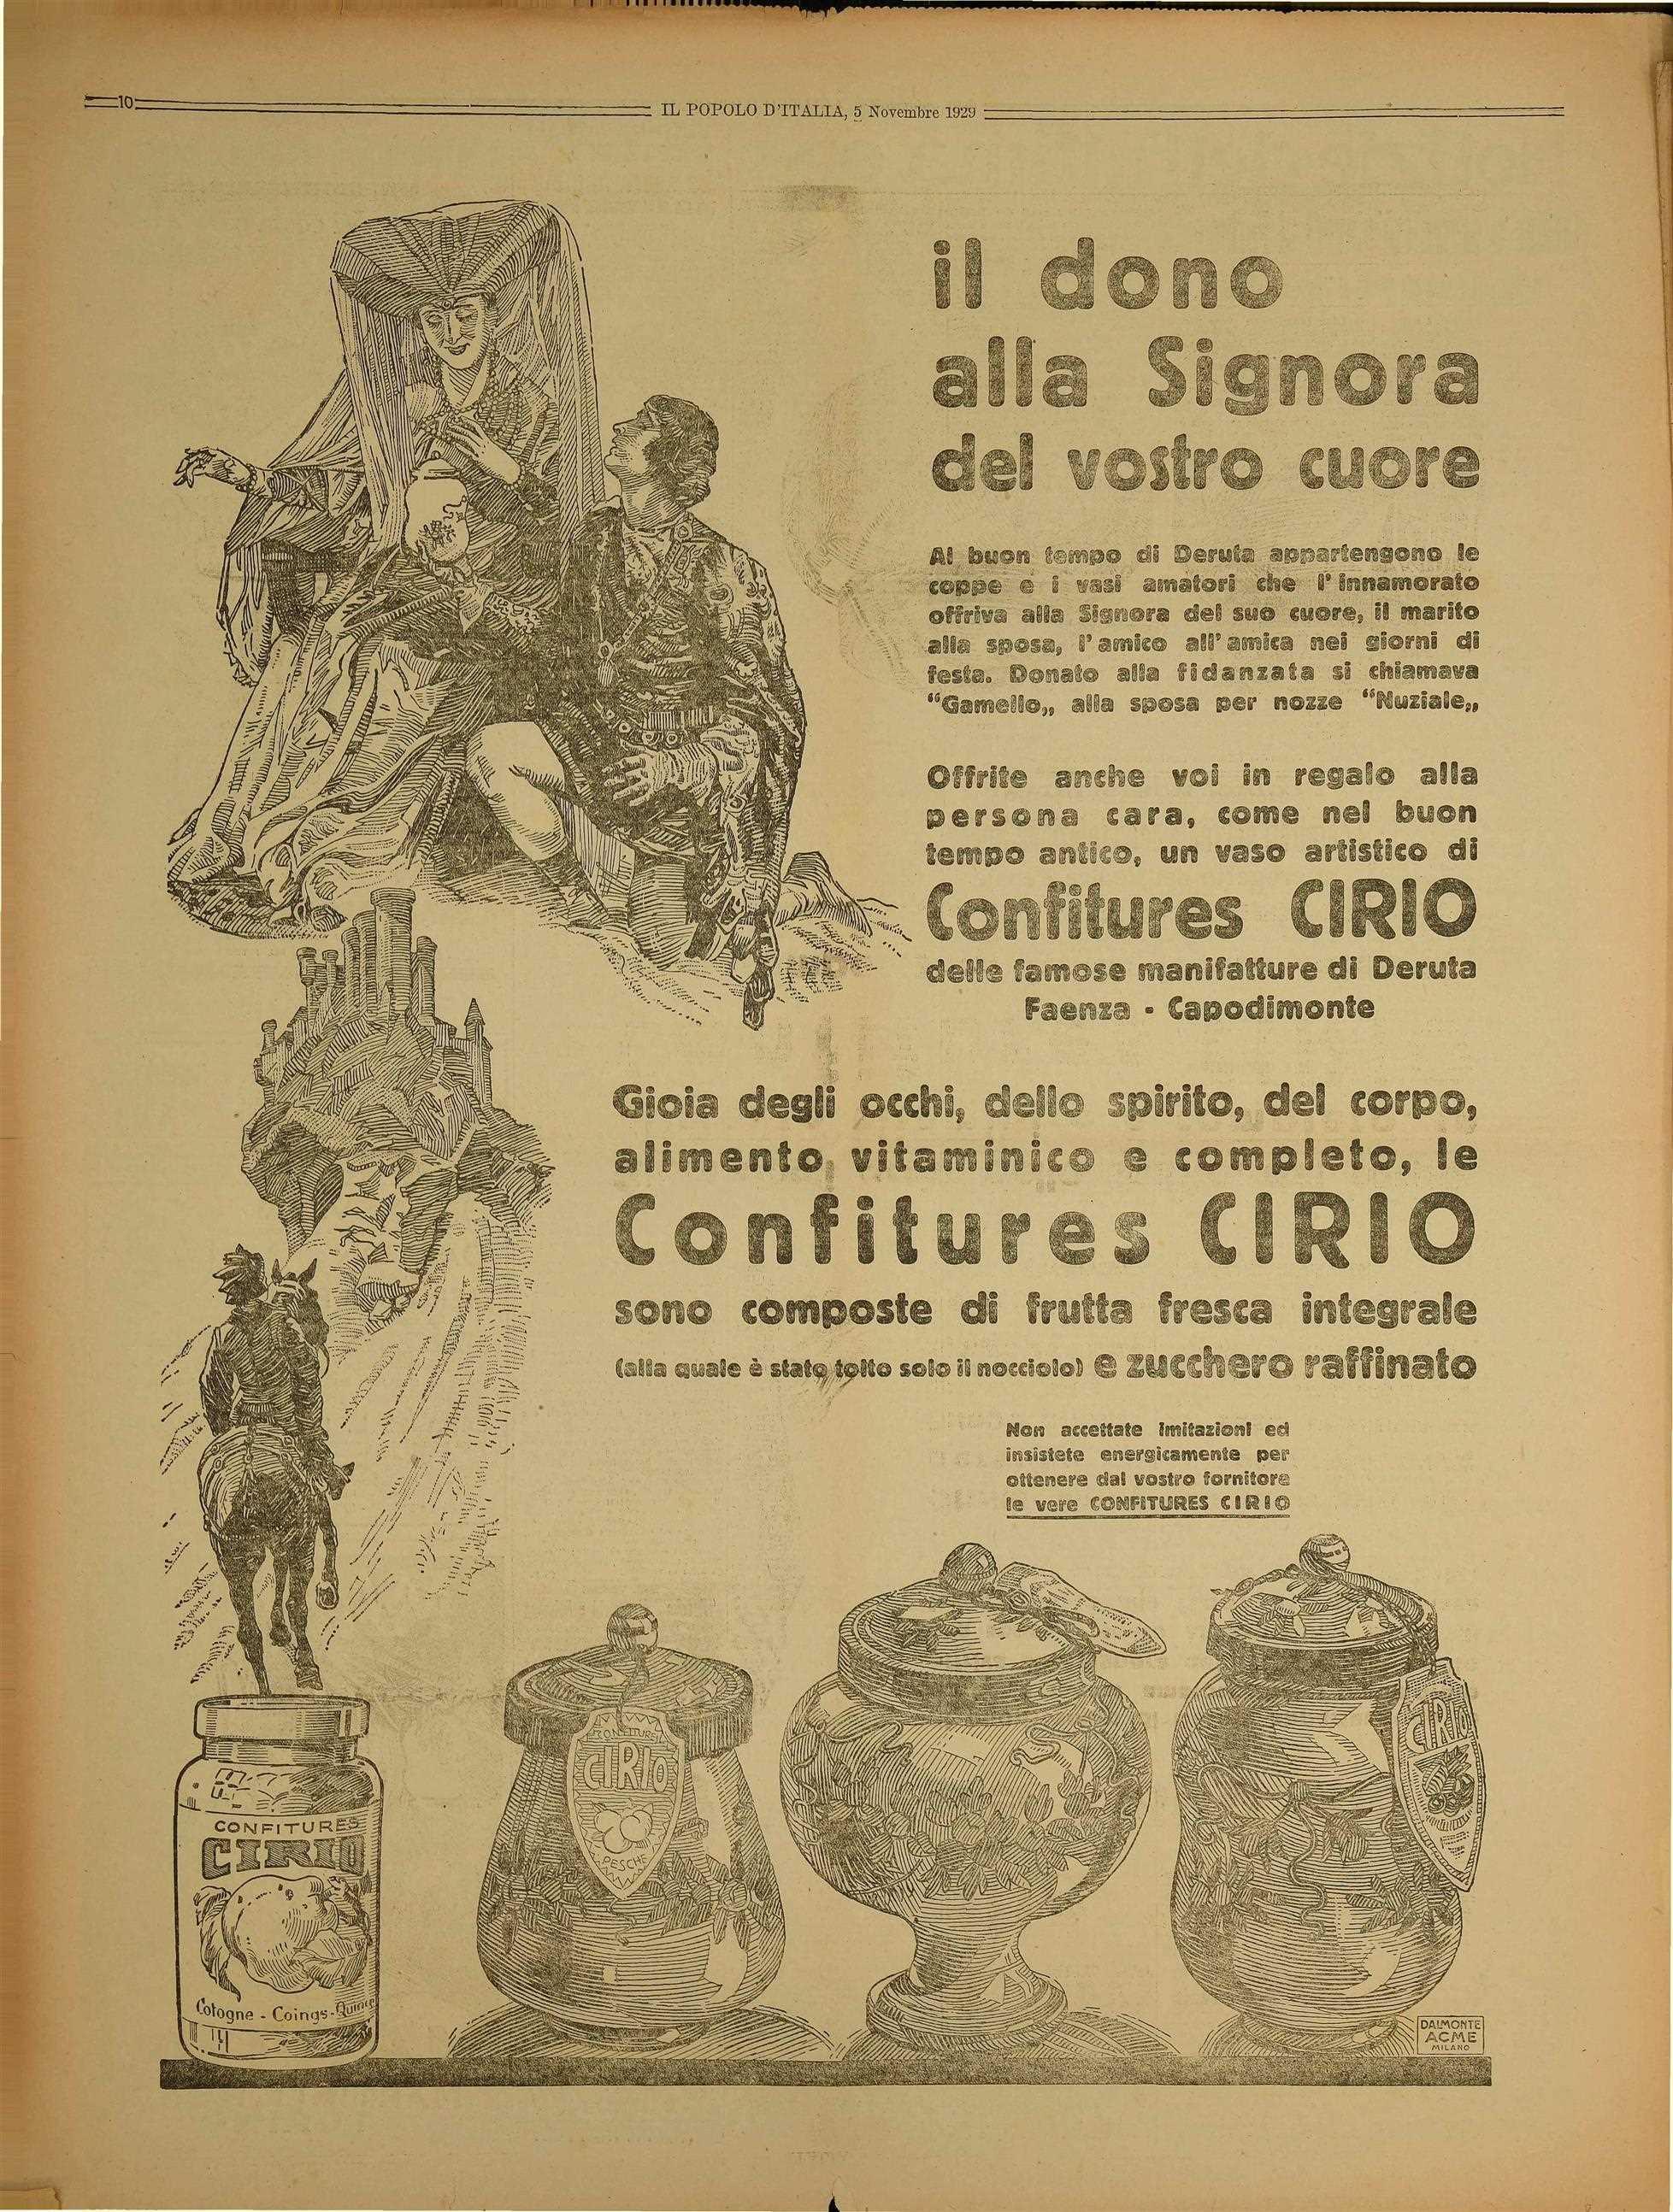 10
IL POPOLO D'ITALIA, 5 Novembre 1929
il dono
alla Signora
del vostro cuore
Al buon tempo di Deruta appartengono le
coppe e i vasi amatori che l'innamorato
offriva alla Signora del suo cuore, il marito
alla sposa, l'amico all'amica nei giorni di
festa. Donato alla fidanzata si chiamava
“Gamelio„ alla sposa per nozze “Nuziale„
Offrite anche voi in regalo alla
persona cara, come nel buon
tempo antico, un vaso artistico di
Confitures CIRIO
delle famose manifatture di Deruta
Faenza - Capodimonte
Gioia degli occhi, dello spirito, del corpo,
alimento vitaminico e completo, le
Confitures CIRIO
sono composte di frutta fresca integrale
(alla quale è stato tolto solo il nocciolo) e zucchero raffinato
Non accettate imitazioni ed
insistete energicamente per
ottenere dal vostro fornitore
le vere CONFITURES CIRIO
CONFITURES
CIRIO
Cotogne - Coings - Quince
CONFITURE
CIRIO
PESCHE
CIRIO
DALMONTE
ACME
MILANO